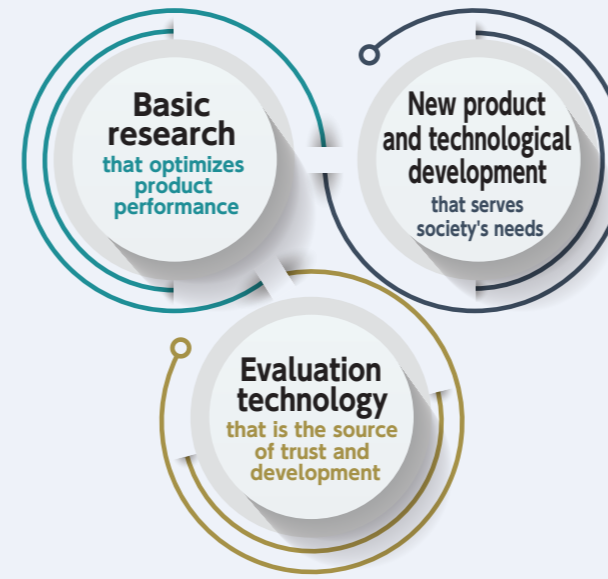 Basic
research
that optimizes
product
performance
New product
and technological
development
that serves
society's needs
Evaluation
technology
that is the source
of trust and
development